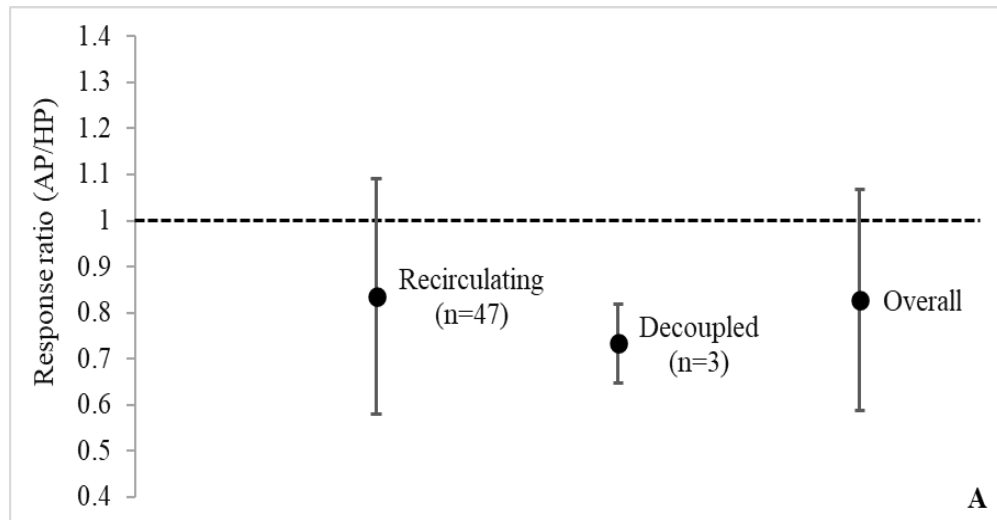 Response ratio (AP/HP)
1.4
1.3
1.2
1.1
1
0.9
0.8
0.7
0.6
0.5
0.4
Recirculating
(n=47)
Decoupled
(n=3)
Overall
A